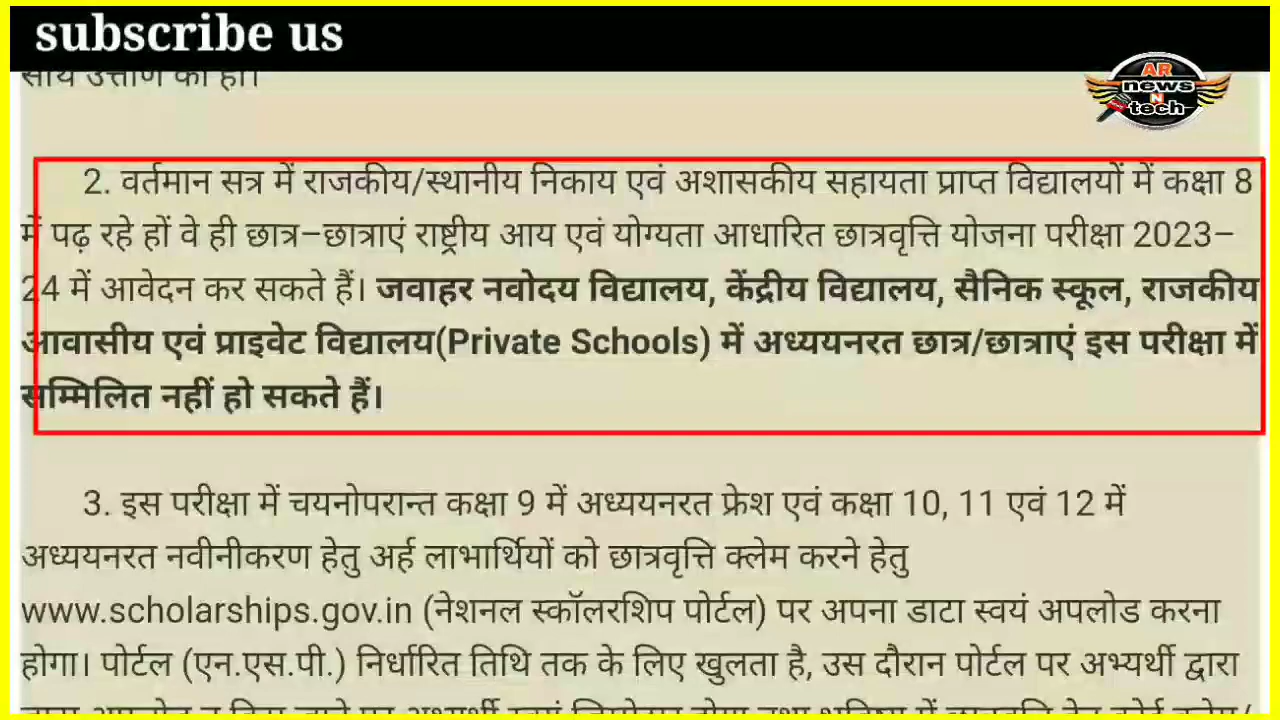 subscribe us
AR
news
N
tech
साथ उत्तीर्ण की हो।
2. वर्तमान सत्र में राजकीय/स्थानीय निकाय एवं अशासकीय सहायता प्राप्त विद्यालयों में कक्षा 8
में पढ़ रहे हों वे ही छात्र–छात्राएं राष्ट्रीय आय एवं योग्यता आधारित छात्रवृत्ति योजना परीक्षा 2023–
24 में आवेदन कर सकते हैं। जवाहर नवोदय विद्यालय, केंद्रीय विद्यालय, सैनिक स्कूल, राजकीय
आवासीय एवं प्राइवेट विद्यालय(Private Schools) में अध्ययनरत छात्र/छात्राएं इस परीक्षा में
सम्मिलित नहीं हो सकते हैं।
3. इस परीक्षा में चयनोपरान्त कक्षा 9 में अध्ययनरत फ्रेश एवं कक्षा 10, 11 एवं 12 में
अध्ययनरत नवीनीकरण हेतु अर्ह लाभार्थियों को छात्रवृत्ति क्लेम करने हेतु
www.scholarships.gov.in (नेशनल स्कॉलरशिप पोर्टल) पर अपना डाटा स्वयं अपलोड करना
होगा। पोर्टल (एन.एस.पी.) निर्धारित तिथि तक के लिए खुलता है, उस दौरान पोर्टल पर अभ्यर्थी द्वारा